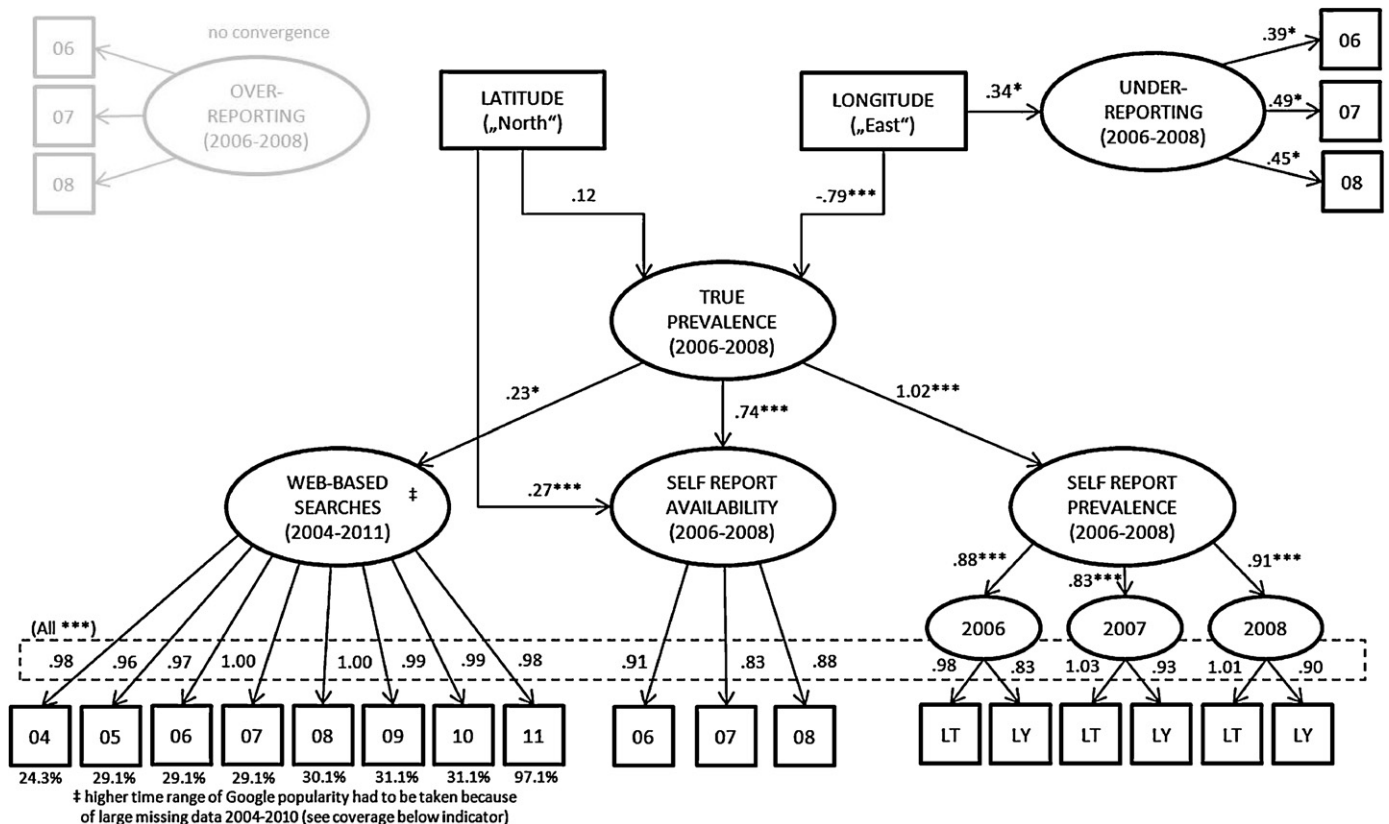 no convergence
06
07
08
OVER-
REPORTING
(2006-2008)
LATITUDE
(„North“)
LONGITUDE
(„East“)
.34*
UNDER-
REPORTING
(2006-2008)
.39*
.49*
.45*
06
07
08
.12
-.79***
TRUE
PREVALENCE
(2006-2008)
.23*
.74***
1.02***
WEB-BASED
SEARCHES
(2004-2011)
‡
.27***
SELF REPORT
AVAILABILITY
(2006-2008)
SELF REPORT
PREVALENCE
(2006-2008)
.88***
.83***
.91***
2006
2007
2008
(All ***)
.98 .96 .97 1.00 1.00 .99 .99 .98 .91 .83 .88 .98 .83 1.03 .93 1.01 .90
04 05 06 07 08 09 10 11 06 07 08 LT LY LT LY LT LY
24.3% 29.1% 29.1% 29.1% 30.1% 31.1% 31.1% 97.1%
‡ higher time range of Google popularity had to be taken because
of large missing data 2004-2010 (see coverage below indicator)